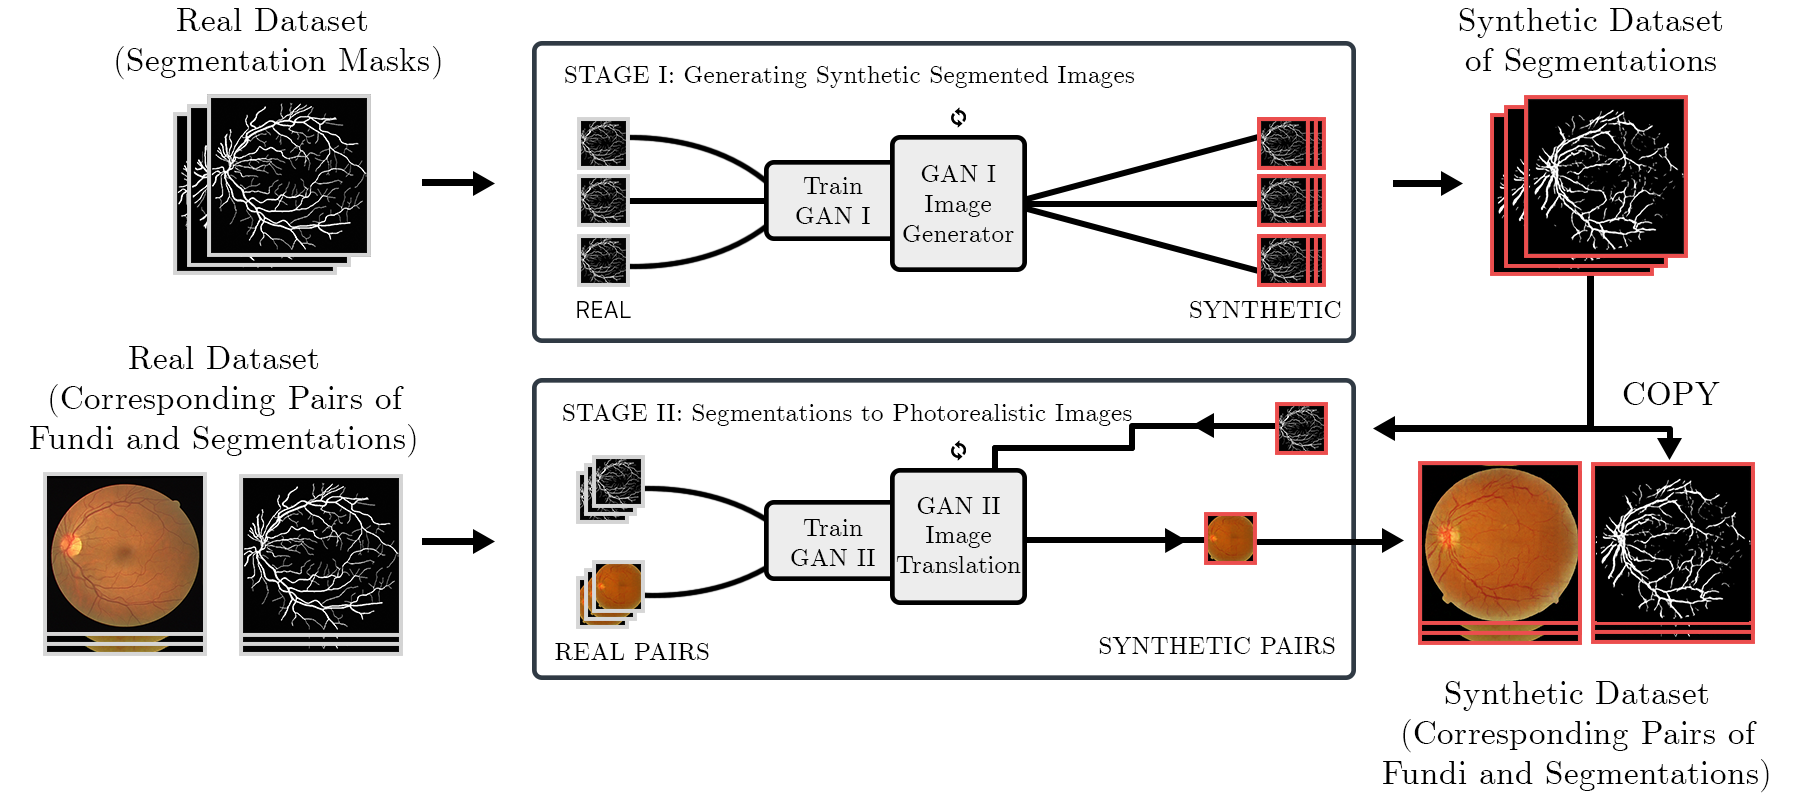 Real Dataset
(Segmentation Masks)
STAGE I: Generating Synthetic Segmented Images
Train
GAN I
GAN I
Image
Generator
REAL
SYNTHETIC
Synthetic Dataset
of Segmentations
COPY
Real Dataset
(Corresponding Pairs of
Fundi and Segmentations)
STAGE II: Segmentations to Photorealistic Images
Train
GAN II
GAN II
Image
Translation
REAL PAIRS
SYNTHETIC PAIRS
Synthetic Dataset
(Corresponding Pairs of
Fundi and Segmentations)